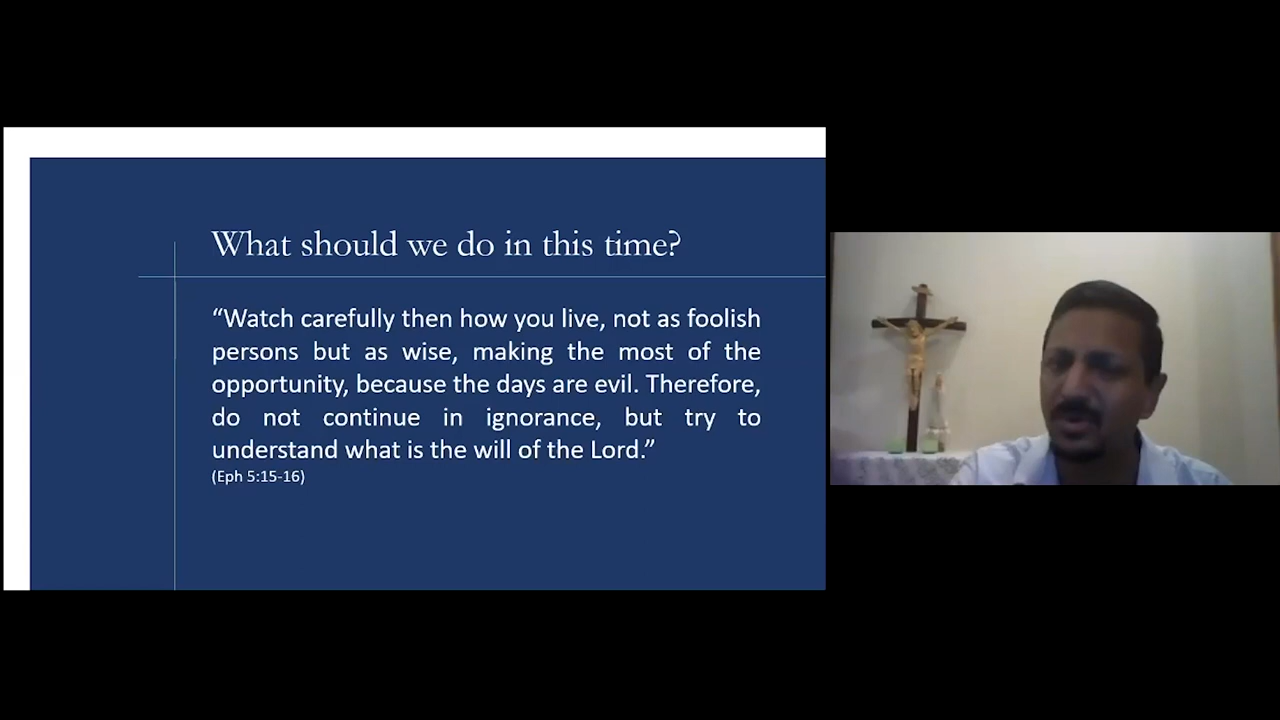 What should we do in this time?
“Watch carefully then how you live, not as foolish
persons but as wise, making the most of the
opportunity, because the days are evil. Therefore,
do not continue in ignorance, but try to
understand what is the will of the Lord.”
(Eph 5:15-16)